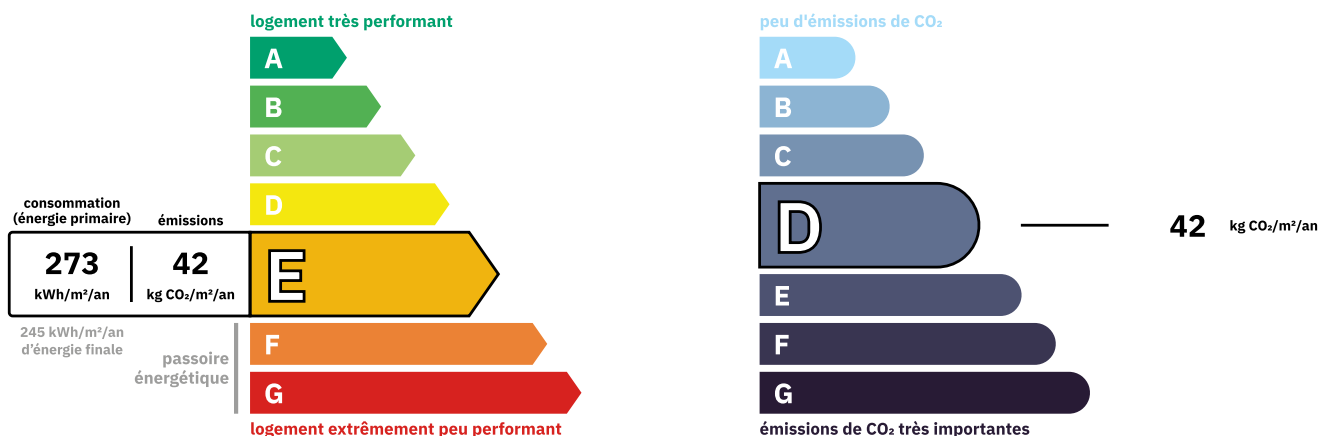 logement très performant
A
B
C
D
consommation
(énergie primaire)
émissions
273
kWh/m²/an
42
kg CO₂/m²/an
E
245 kWh/m²/an
d'énergie finale
passoire
énergétique
F
G
logement extrêmement peu performant
peu d'émissions de CO₂
A
B
C
D
42 kg CO₂/m²/an
E
F
G
émissions de CO₂ très importantes